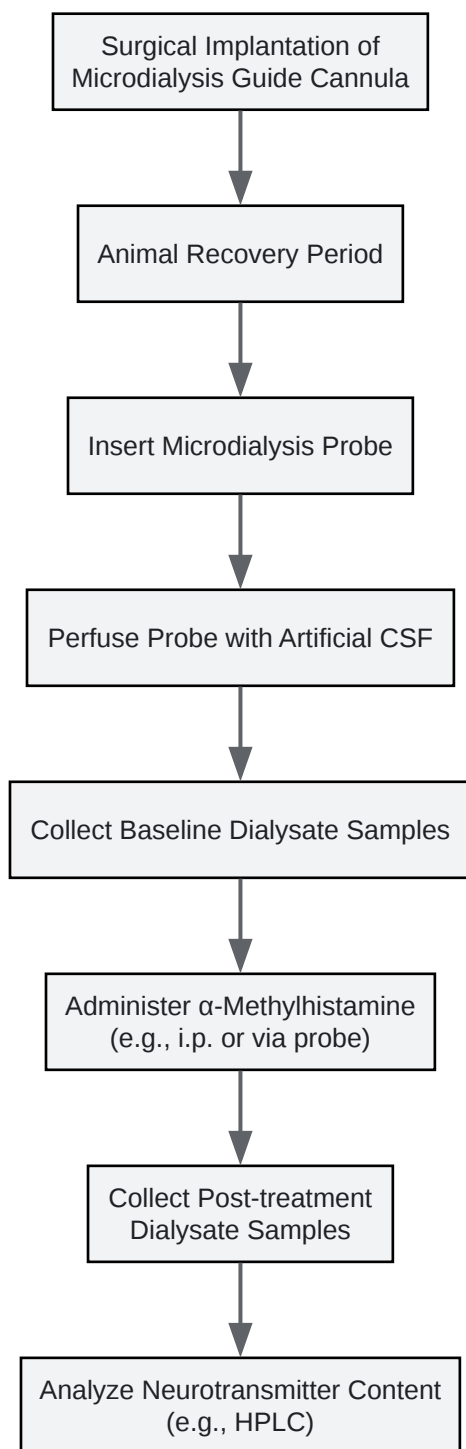 Surgical Implantation of
Microdialysis Guide Cannula
Animal Recovery Period
Insert Microdialysis Probe
Perfuse Probe with Artificial CSF
Collect Baseline Dialysate Samples
Administer α-Methylhistamine
(e.g., i.p. or via probe)
Collect Post-treatment
Dialysate Samples
Analyze Neurotransmitter Content
(e.g., HPLC)